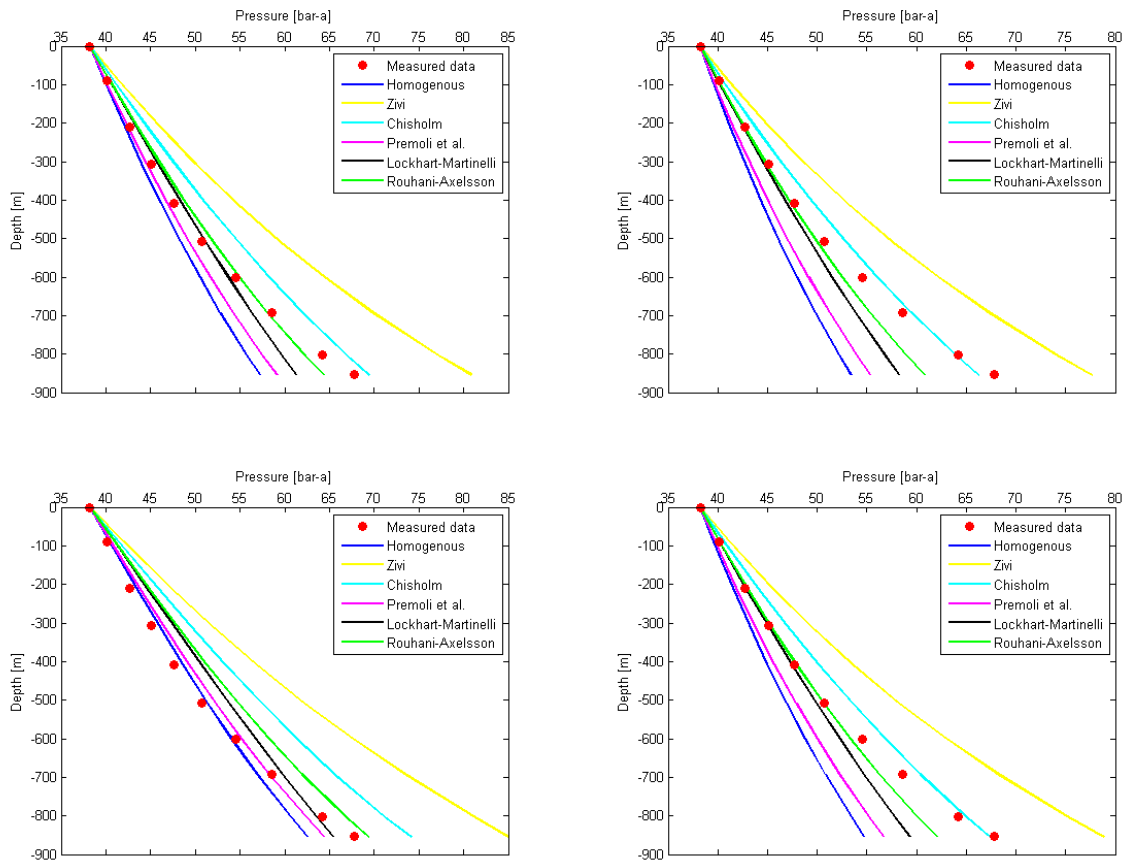 Pressure [bar-a]
35 40 45 50 55 60 65 70 75 80 85
0
-100
-200
-300
-400
-500
-600
-700
-800
-900
Depth [m]
Measured data
Homogenous
Zivi
Chisholm
Premoli et al.
Lockhart-Martinelli
Rouhani-Axelsson
Pressure [bar-a]
35 40 45 50 55 60 65 70 75 80
0
-100
-200
-300
-400
-500
-600
-700
-800
-900
Depth [m]
Measured data
Homogenous
Zivi
Chisholm
Premoli et al.
Lockhart-Martinelli
Rouhani-Axelsson
Pressure [bar-a]
35 40 45 50 55 60 65 70 75 80 85
0
-100
-200
-300
-400
-500
-600
-700
-800
-900
Depth [m]
Measured data
Homogenous
Zivi
Chisholm
Premoli et al.
Lockhart-Martinelli
Rouhani-Axelsson
Pressure [bar-a]
35 40 45 50 55 60 65 70 75 80
0
-100
-200
-300
-400
-500
-600
-700
-800
-900
Depth [m]
Measured data
Homogenous
Zivi
Chisholm
Premoli et al.
Lockhart-Martinelli
Rouhani-Axelsson